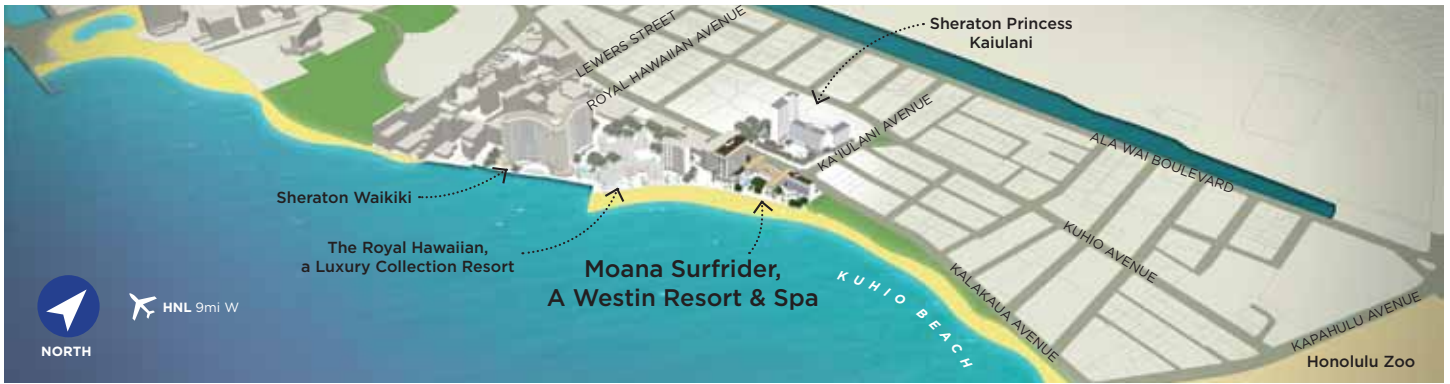 LEWERS STREET
ROYAL HAWAIIAN AVENUE
Sheraton Princess
Kaiulani
KA'IULANI AVENUE
ALA WAI BOULEVARD
Sheraton Waikiki
The Royal Hawaiian,
a Luxury Collection Resort
Moana Surfrider,
A Westin Resort & Spa
KUHIO BEACH
KUHIO AVENUE
KALAKAUA AVENUE
KAPAHULU AVENUE
Honolulu Zoo
HNL 9mi W
NORTH